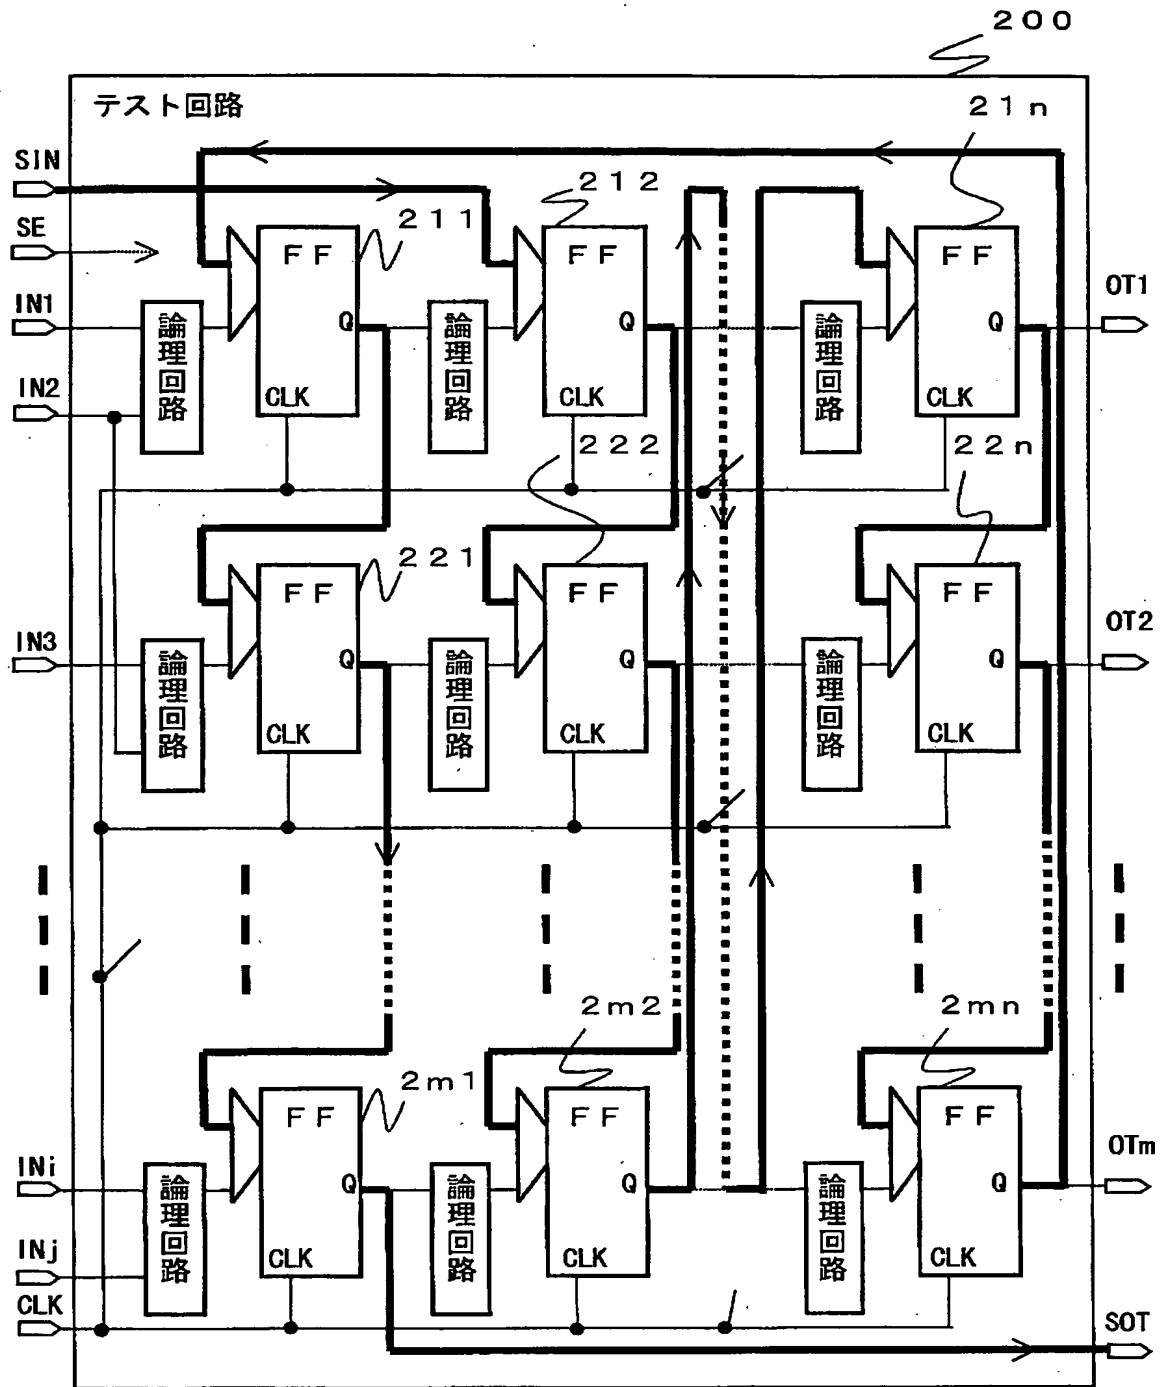 200
テスト回路
21n
SIN
212
SE
211
FF
FF
FF
OT1
IN1
論理回路
Q
論理回路
Q
論理回路
Q
IN2
CLK
CLK
CLK
222
22n
221
FF
FF
FF
OT2
IN3
論理回路
Q
論理回路
Q
論理回路
Q
CLK
CLK
CLK
2m2
2mn
2m1
FF
FF
FF
OTm
INi
論理回路
Q
論理回路
Q
論理回路
Q
INj
CLK
CLK
CLK
CLK
SOT